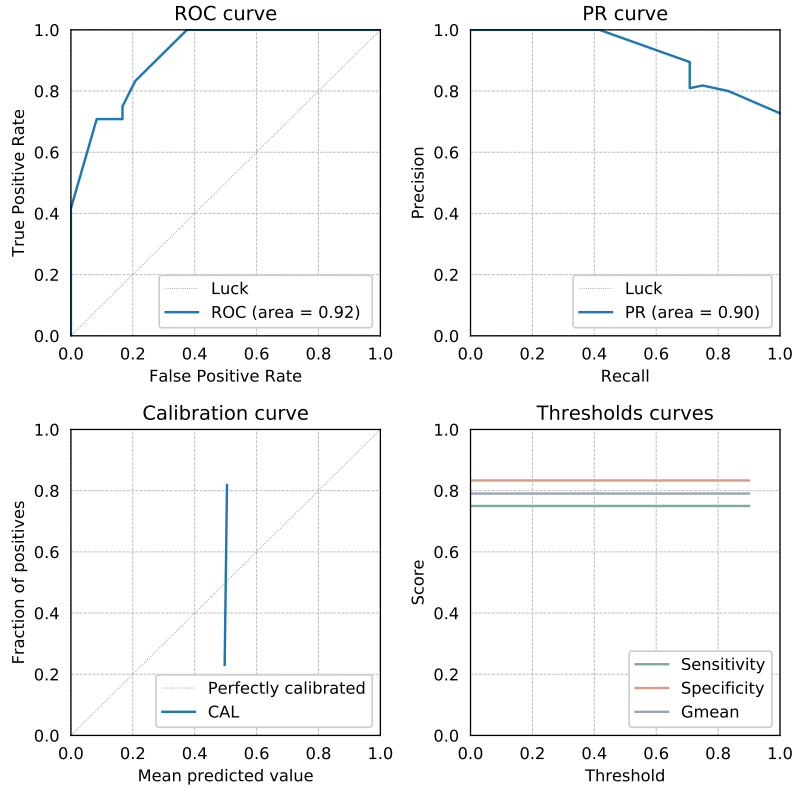 ROC curve
1.0
0.8
0.6
0.4
0.2
0.0
True Positive Rate
0.0 0.2 0.4 0.6 0.8 1.0
False Positive Rate
Luck
ROC (area = 0.92)
PR curve
1.0
0.8
0.6
0.4
0.2
0.0
Precision
0.0 0.2 0.4 0.6 0.8 1.0
Recall
Luck
PR (area = 0.90)
Calibration curve
1.0
0.8
0.6
0.4
0.2
0.0
Fraction of positives
0.0 0.2 0.4 0.6 0.8 1.0
Mean predicted value
Perfectly calibrated
CAL
Thresholds curves
1.0
0.8
0.6
0.4
0.2
0.0
Score
0.0 0.2 0.4 0.6 0.8 1.0
Threshold
Sensitivity
Specificity
Gmean